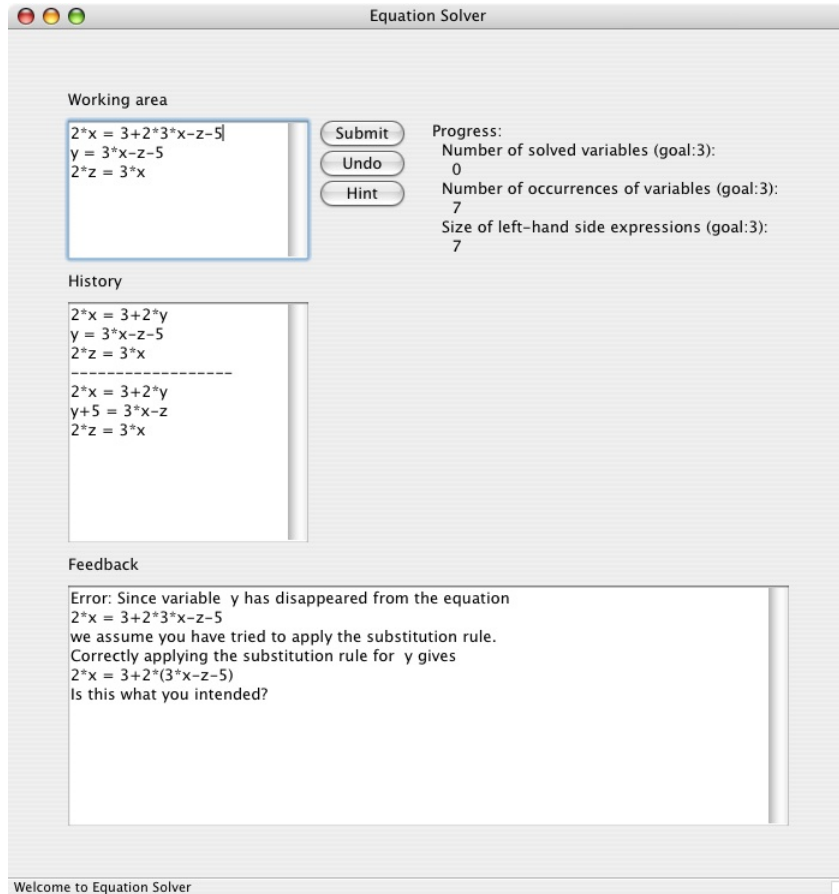 Equation Solver
Working area
2*x = 3+2*3*x-z-5
y = 3*x-z-5
2*z = 3*x
Submit
Undo
Hint
Progress:
Number of solved variables (goal:3):
0
Number of occurrences of variables (goal:3):
7
Size of left-hand side expressions (goal:3):
7
History
2*x = 3+2*y
y = 3*x-z-5
2*z = 3*x
------------------
2*x = 3+2*y
y+5 = 3*x-z
2*z = 3*x
Feedback
Error: Since variable  y has disappeared from the equation
2*x = 3+2*3*x-z-5
we assume you have tried to apply the substitution rule.
Correctly applying the substitution rule for  y gives
2*x = 3+2*(3*x-z-5)
Is this what you intended?
Welcome to Equation Solver